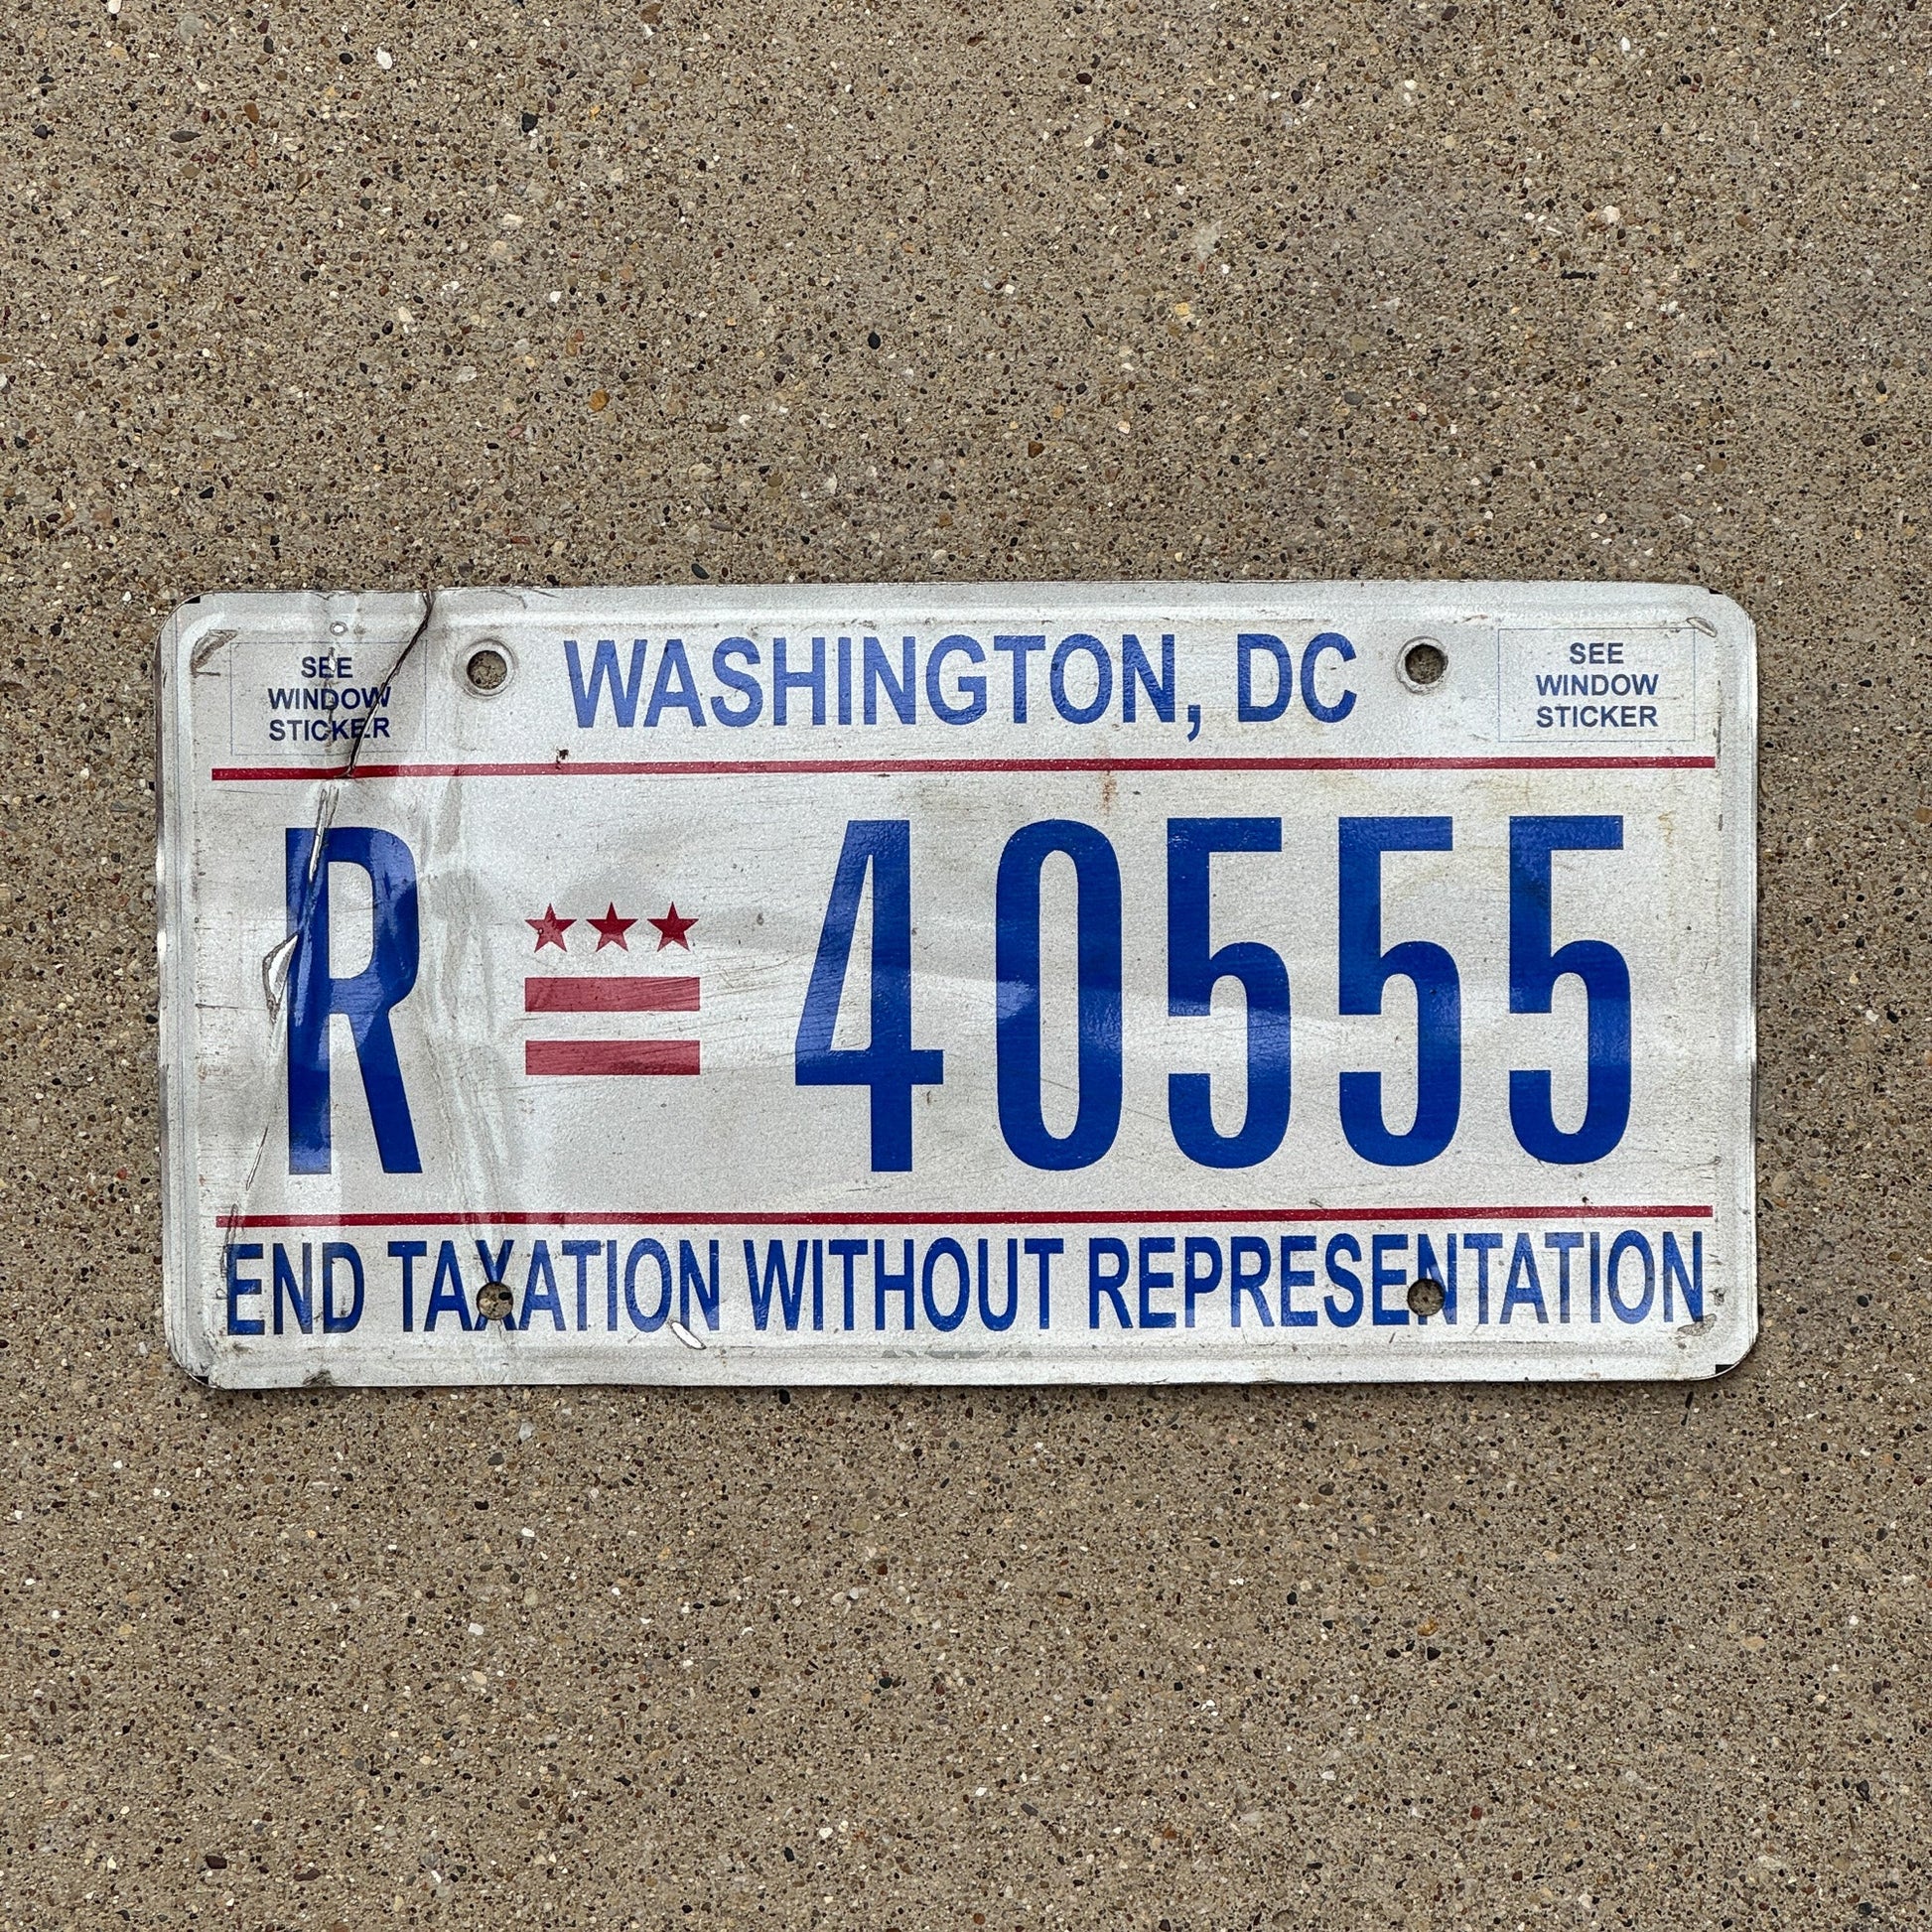 SEE
WINDOW
STICKER
WASHINGTON, DC
SEE
WINDOW
STICKER
R 40555
END TAXATION WITHOUT REPRESENTATION